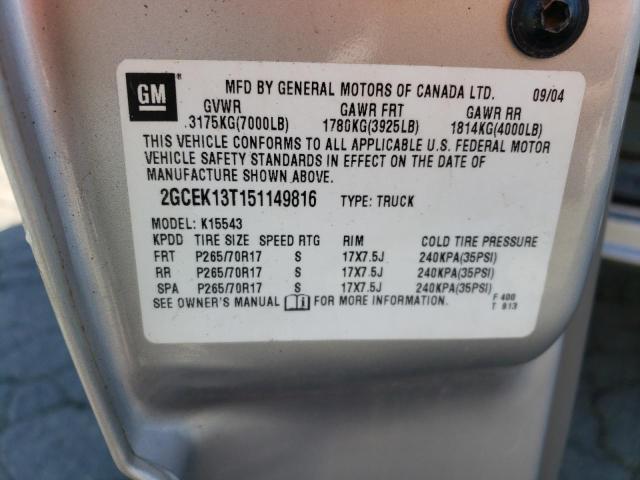 GM ® MFD BY GENERAL MOTORS OF CANADA LTD. 09/04
GVWR GAWR FRT GAWR RR
3175KG(7000LB) 1780KG(3925LB) 1814KG(4000LB)
THIS VEHICLE CONFORMS TO ALL APPLICABLE U.S. FEDERAL MOTOR
VEHICLE SAFETY STANDARDS IN EFFECT ON THE DATE OF
MANUFACTURE SHOWN ABOVE.
2GCEK13T151149816 TYPE: TRUCK
MODEL: K15543
KPDD TIRE SIZE SPEED RTG RIM COLD TIRE PRESSURE
FRT P265/70R17 S 17X7.5J 240KPA(35PSI)
RR P265/70R17 S 17X7.5J 240KPA(35PSI)
SPA P265/70R17 S 17X7.5J 240KPA(35PSI)
SEE OWNER'S MANUAL FOR MORE INFORMATION.
F 400
T 813